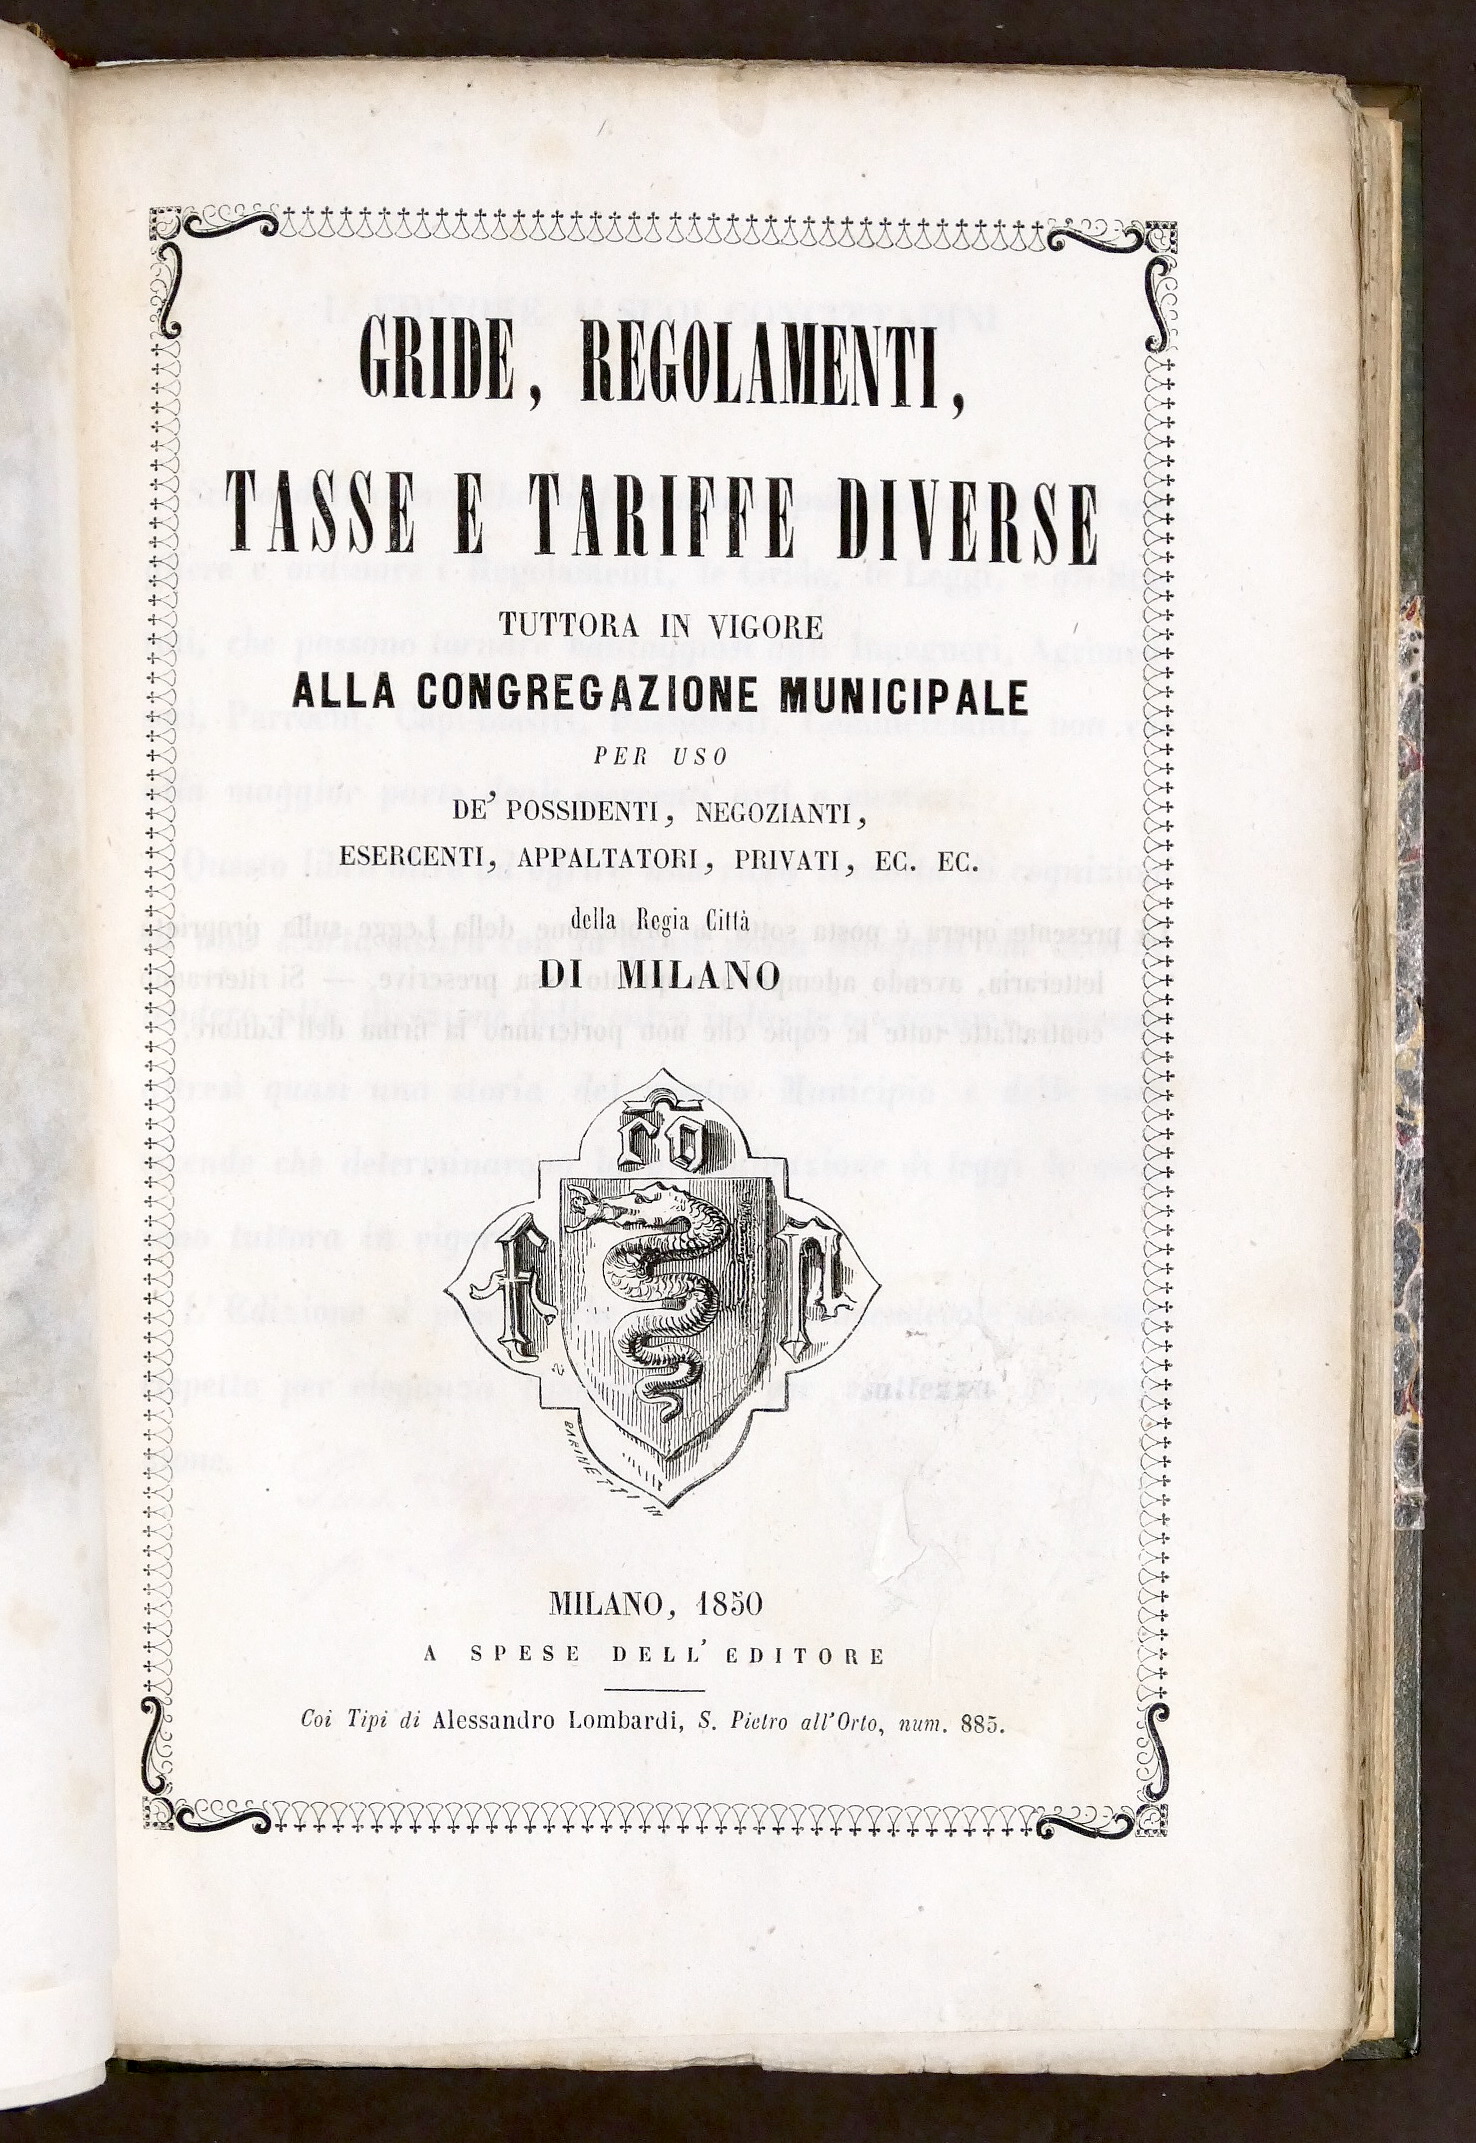 GRIDE, REGOLAMENTI,
TASSE E TARIFFE DIVERSE
TUTTORA IN VIGORE
ALLA CONGREGAZIONE MUNICIPALE
PER USO
DE' POSSIDENTI, NEGOZIANTI,
ESERCENTI, APPALTATORI, PRIVATI, EC. EC.
della Regia Città
DI MILANO
BARINETTI IN
MILANO, 1850
A SPESE DELL' EDITORE
Coi Tipi di Alessandro Lombardi, S. Pietro all'Orto, num. 885.